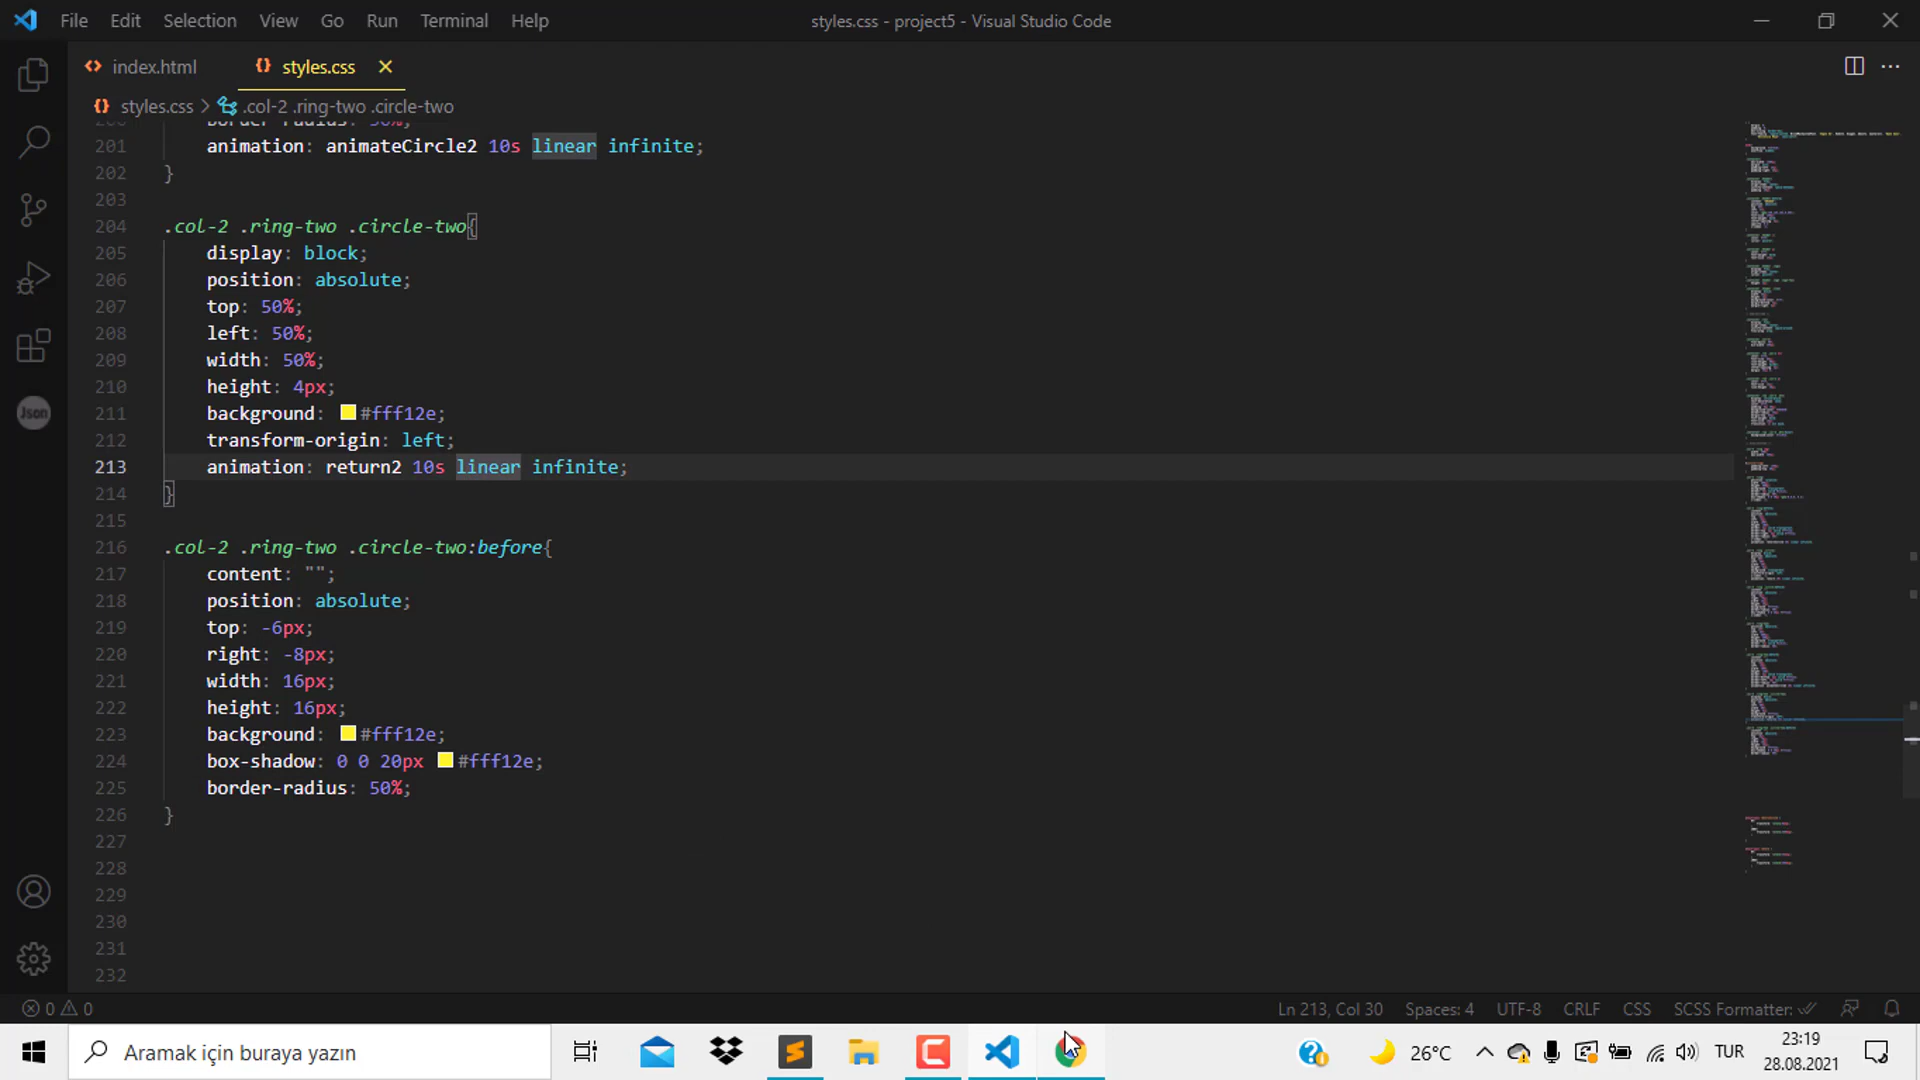 File Edit Selection View Go Run Terminal Help
styles.css - project5 - Visual Studio Code
index.html
styles.css
styles.css > .col-2 .ring-two .circle-two
201 animation: animateCircle2 10s linear infinite;
202 }
203
204 .col-2 .ring-two .circle-two{
205 display: block;
206 position: absolute;
207 top: 50%;
208 left: 50%;
209 width: 50%;
210 height: 4px;
211 background: #fff12e;
212 transform-origin: left;
213 animation: return2 10s linear infinite;
214 }
215
216 .col-2 .ring-two .circle-two:before{
217 content: "";
218 position: absolute;
219 top: -6px;
220 right: -8px;
221 width: 16px;
222 height: 16px;
223 background: #fff12e;
224 box-shadow: 0 0 20px #fff12e;
225 border-radius: 50%;
226 }
227
228
229
230
231
232
Json
0 0
Ln 213, Col 30 Spaces: 4 UTF-8 CRLF CSS SCSS Formatter:
Aramak için buraya yazın
26°C
TUR
23:19
28.08.2021